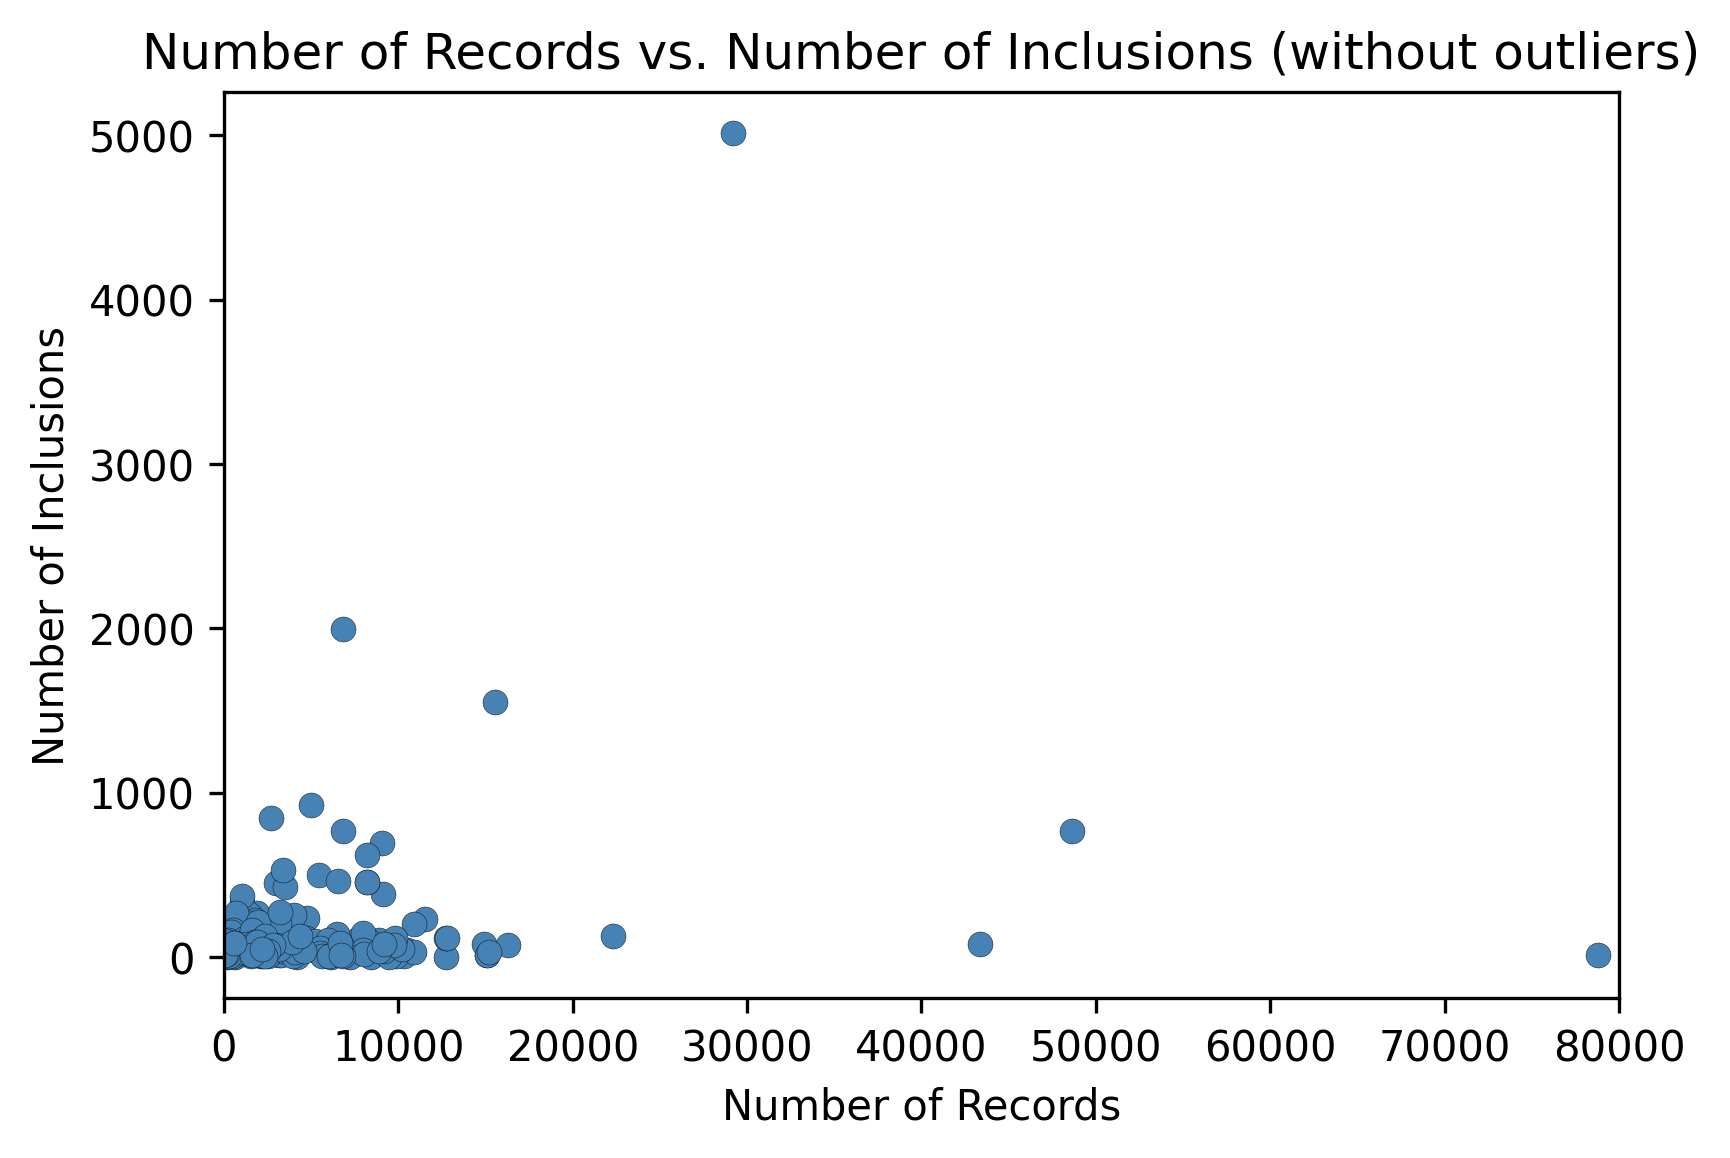 Number of Records vs. Number of Inclusions (without outliers)
5000
4000
3000
2000
1000
0
Number of Inclusions
0 10000 20000 30000 40000 50000 60000 70000 80000
Number of Records